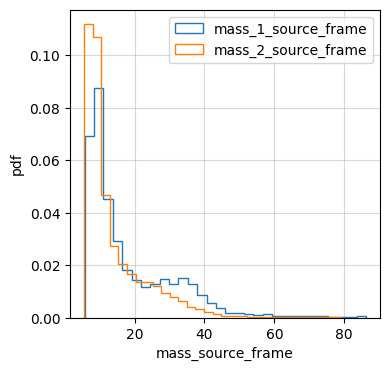 mass_1_source_frame
mass_2_source_frame
pdf
0.10
0.08
0.06
0.04
0.02
0.00
20
40
60
80
mass_source_frame